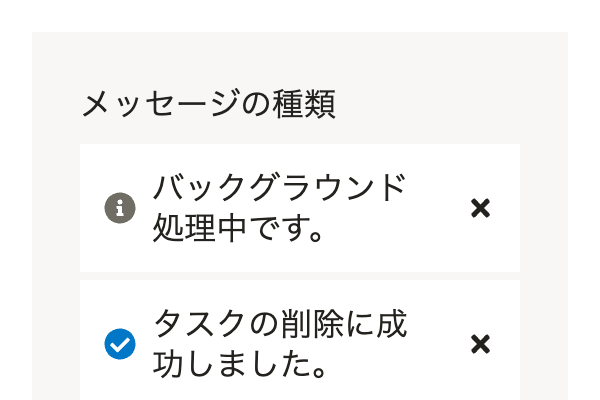 メッセージの種類
バックグラウンド
処理中です。
タスクの削除に成
功しました。